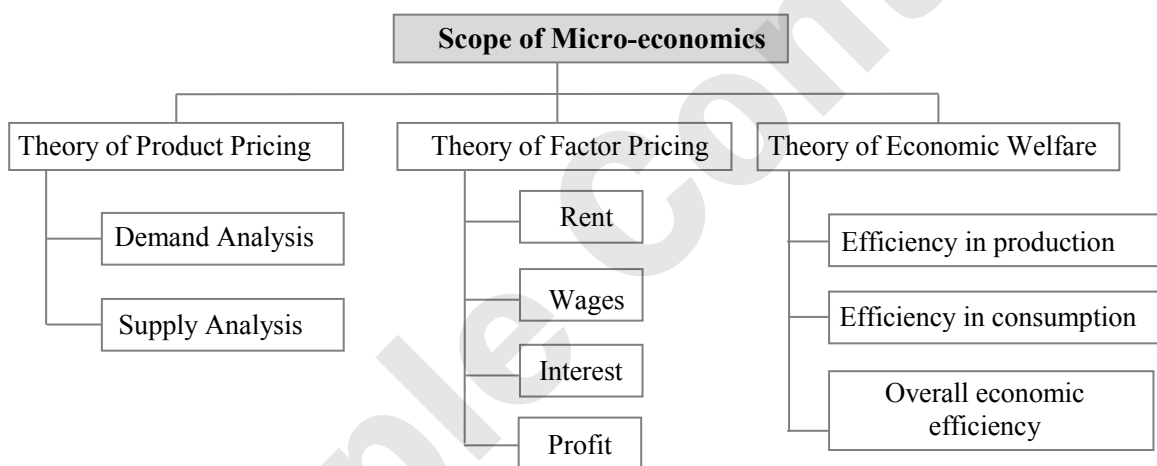 Scope of Micro-economics
Theory of Product Pricing
Demand Analysis
Supply Analysis
Theory of Factor Pricing
Rent
Wages
Interest
Profit
Theory of Economic Welfare
Efficiency in production
Efficiency in consumption
Overall economic
efficiency